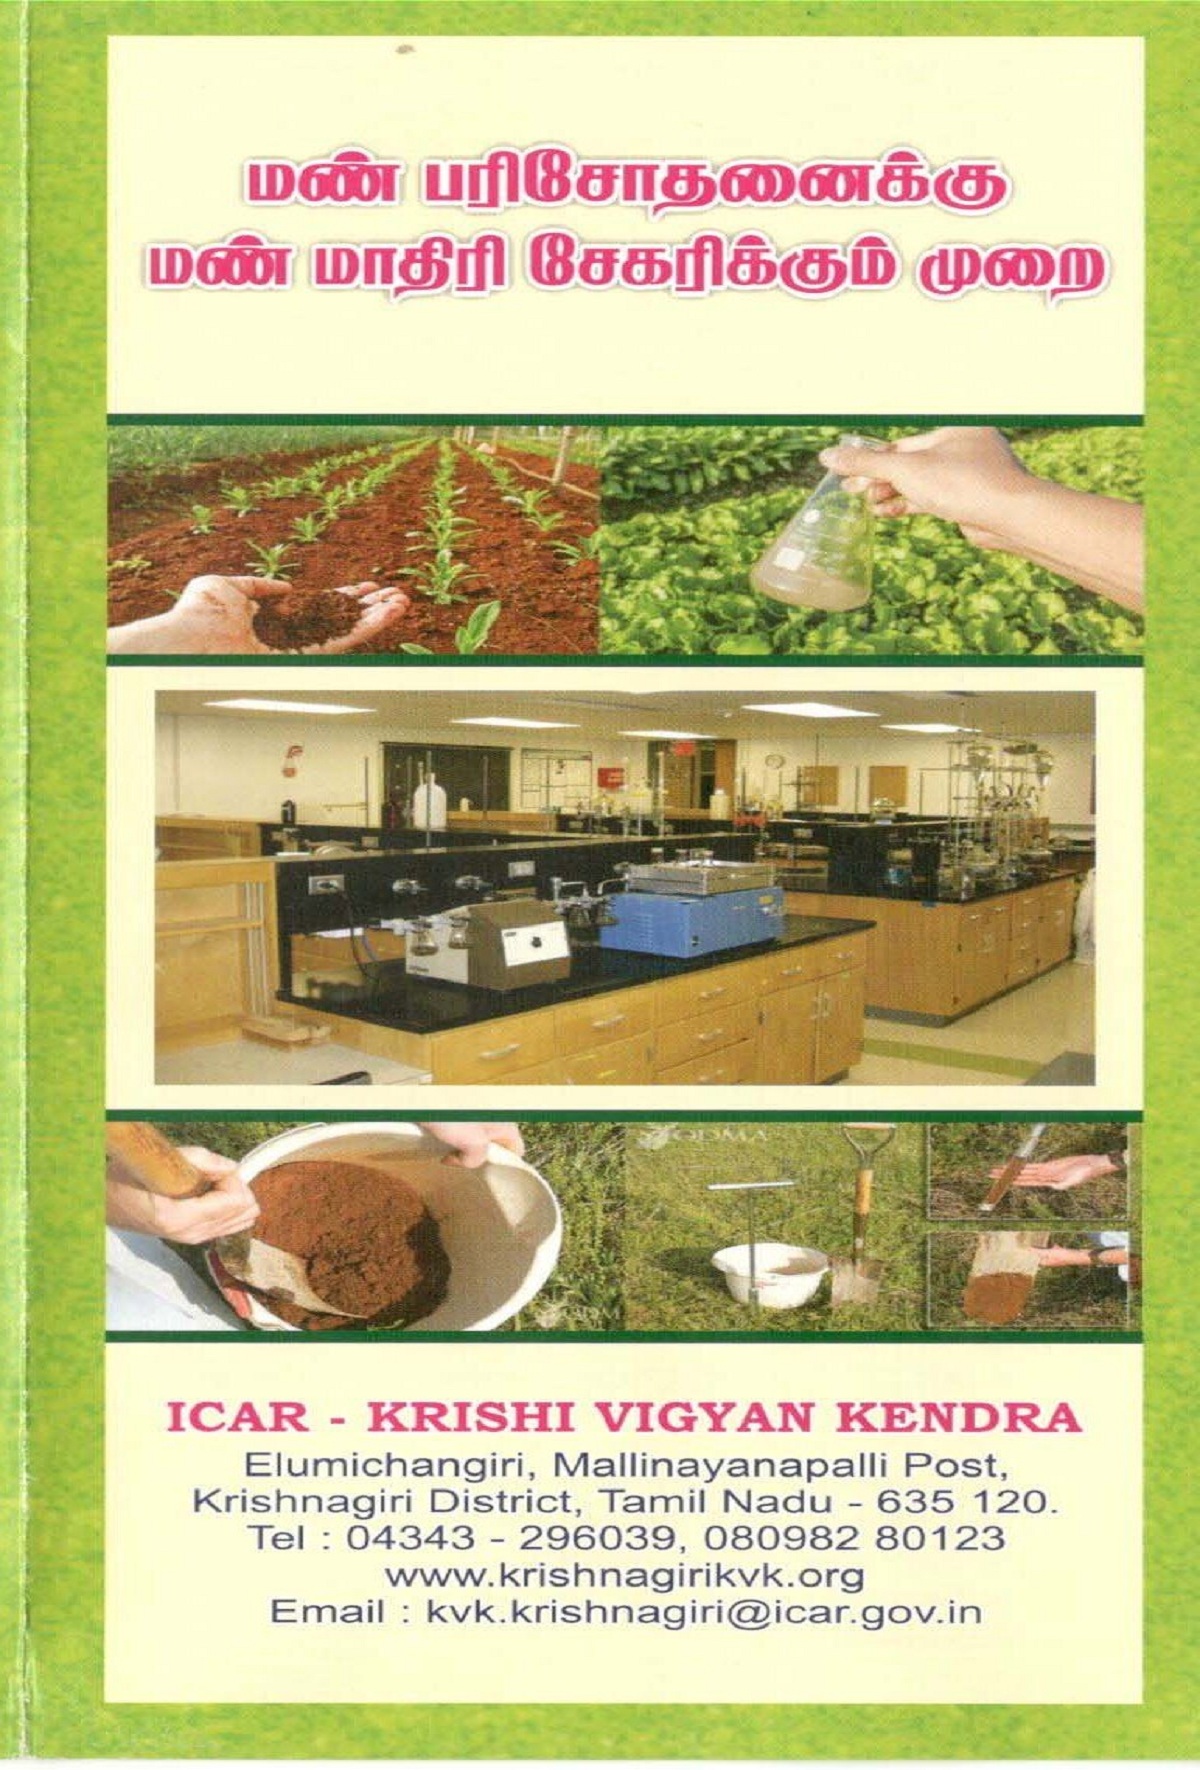 மண் பரிசோதனைக்கு
மண் மாதிரி சேகரிக்கும் முறை
ODMA
ICAR - KRISHI VIGYAN KENDRA
Elumichangiri, Mallinayanapalli Post,
Krishnagiri District, Tamil Nadu - 635 120.
Tel : 04343 - 296039, 080982 80123
www.krishnagirikvk.org
Email : kvk.krishnagiri@icar.gov.in